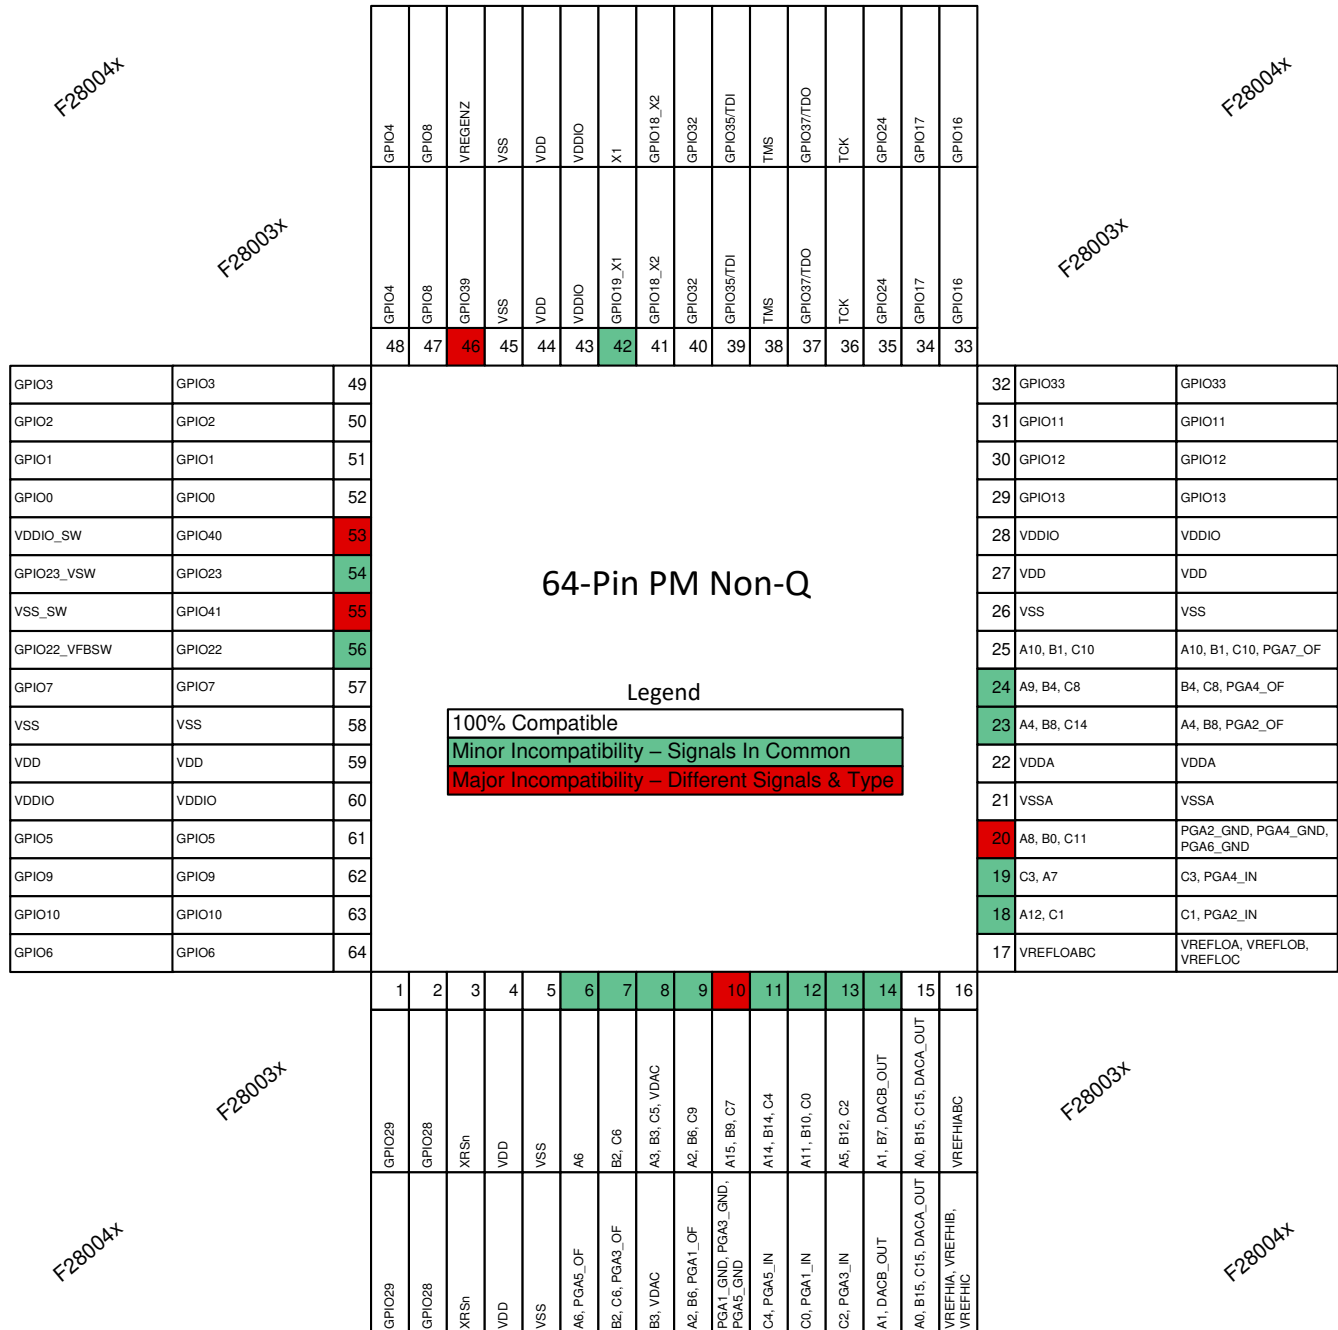 F28004x
F28003x
F28004x
F28003x
GPIO4
GPIO8
VREGENZ
VSS
VDD
VDDIO
X1
GPIO18_X2
GPIO32
GPIO35/TDI
TMS
GPIO37/TDO
TCK
GPIO24
GPIO17
GPIO16
GPIO4
GPIO8
GPIO39
VSS
VDD
VDDIO
GPIO19_X1
GPIO18_X2
GPIO32
GPIO35/TDI
TMS
GPIO37/TDO
TCK
GPIO24
GPIO17
GPIO16
48 47 46 45 44 43 42 41 40 39 38 37 36 35 34 33
GPIO3 GPIO3 49
GPIO2 GPIO2 50
GPIO1 GPIO1 51
GPIO0 GPIO0 52
VDDIO_SW GPIO40 53
GPIO23_VSW GPIO23 54
VSS_SW GPIO41 55
GPIO22_VFBSW GPIO22 56
GPIO7 GPIO7 57
VSS VSS 58
VDD VDD 59
VDDIO VDDIO 60
GPIO5 GPIO5 61
GPIO9 GPIO9 62
GPIO10 GPIO10 63
GPIO6 GPIO6 64
64-Pin PM Non-Q
Legend
100% Compatible
Minor Incompatibility – Signals In Common
Major Incompatibility – Different Signals & Type
32 GPIO33 GPIO33
31 GPIO11 GPIO11
30 GPIO12 GPIO12
29 GPIO13 GPIO13
28 VDDIO VDDIO
27 VDD VDD
26 VSS VSS
25 A10, B1, C10 A10, B1, C10, PGA7_OF
24 A9, B4, C8 B4, C8, PGA4_OF
23 A4, B8, C14 A4, B8, PGA2_OF
22 VDDA VDDA
21 VSSA VSSA
20 A8, B0, C11 PGA2_GND, PGA4_GND,
PGA6_GND
19 C3, A7 C3, PGA4_IN
18 A12, C1 C1, PGA2_IN
17 VREFLOABC VREFLOA, VREFLOB,
VREFLOC
1 2 3 4 5 6 7 8 9 10 11 12 13 14 15 16
GPIO29
GPIO28
XRSn
VDD
VSS
A6
B2, C6
A3, B3, C5, VDAC
A2, B6, C9
A15, B9, C7
A14, B14, C4
A11, B10, C0
A5, B12, C2
A1, B7, DACB_OUT
A0, B15, C15, DACA_OUT
VREFHIABC
GPIO29
GPIO28
XRSn
VDD
VSS
A6, PGA5_OF
B2, C6, PGA3_OF
B3, VDAC
A2, B6, PGA1_OF
PGA1_GND, PGA3_GND,
PGA5_GND
C4, PGA5_IN
C0, PGA1_IN
C2, PGA3_IN
A1, DACB_OUT
A0, B15, C15, DACA_OUT
VREFHIA, VREFHIB,
VREFHIC
F28003x
F28004x
F28003x
F28004x